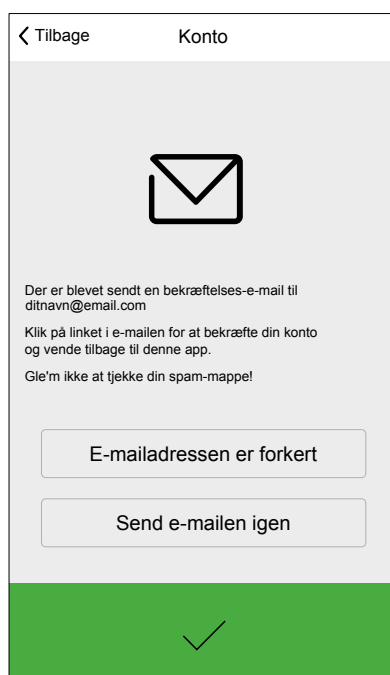 Tilbage
Konto
Der er blevet sendt en bekræftelses-e-mail til
ditnavn@email.com
Klik på linket i e-mailen for at bekræfte din konto
og vende tilbage til denne app.
Gle'm ikke at tjekke din spam-mappe!
E-mailadressen er forkert
Send e-mailen igen